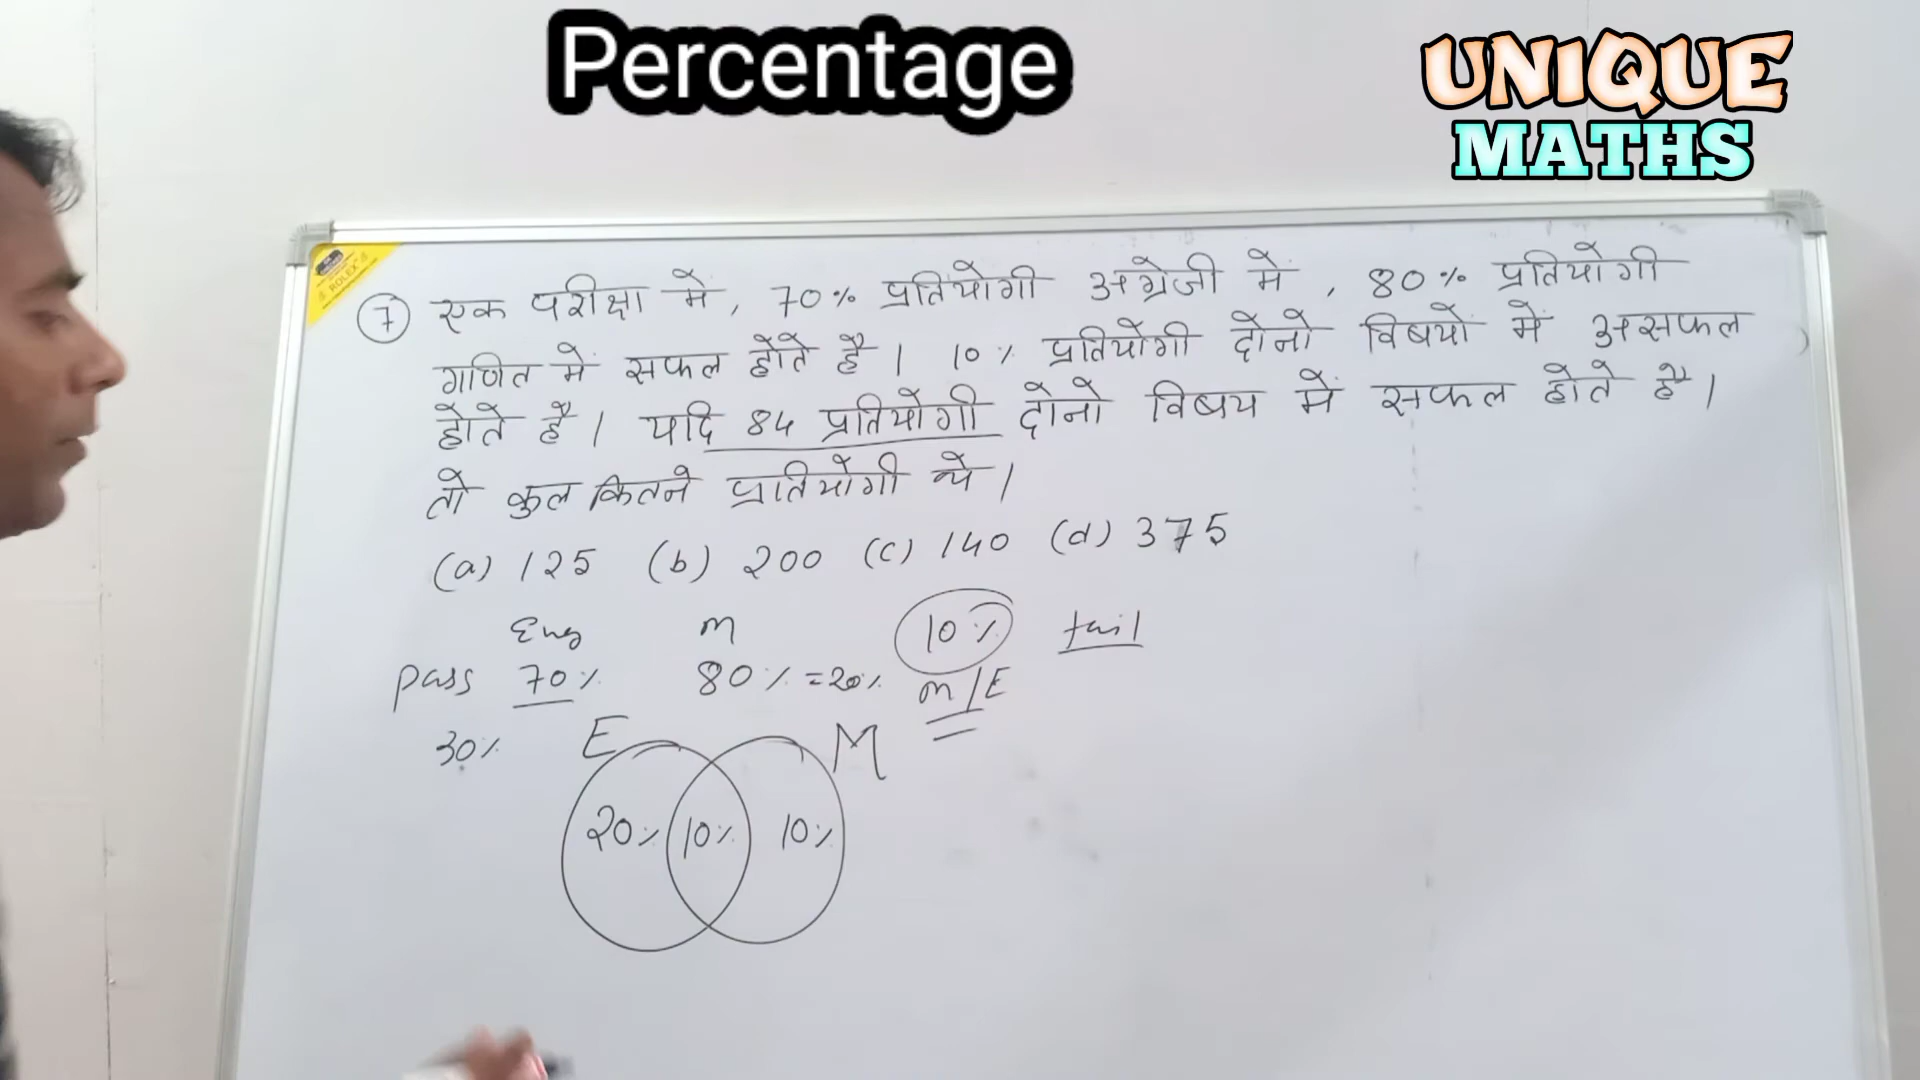 Percentage
UNIQUE
MATHS
ROLEX
(7) एक परीक्षा में, 70% प्रतियोगी अग्रेजी में, 80% प्रतियोगी
गणित में सफल होते है। 10% प्रतियोगी दोनो विषयों में असफल
होते है। यदि 84 प्रतियोगी दोनो विषय में सफल होते है।
तो कुल कितने प्रतियोगी थे।
(a) 125 (b) 200 (c) 140 (d) 375
Eng M 10% fail
Pass 70% 80% = 20% M/E
30% E M
20% 10% 10%